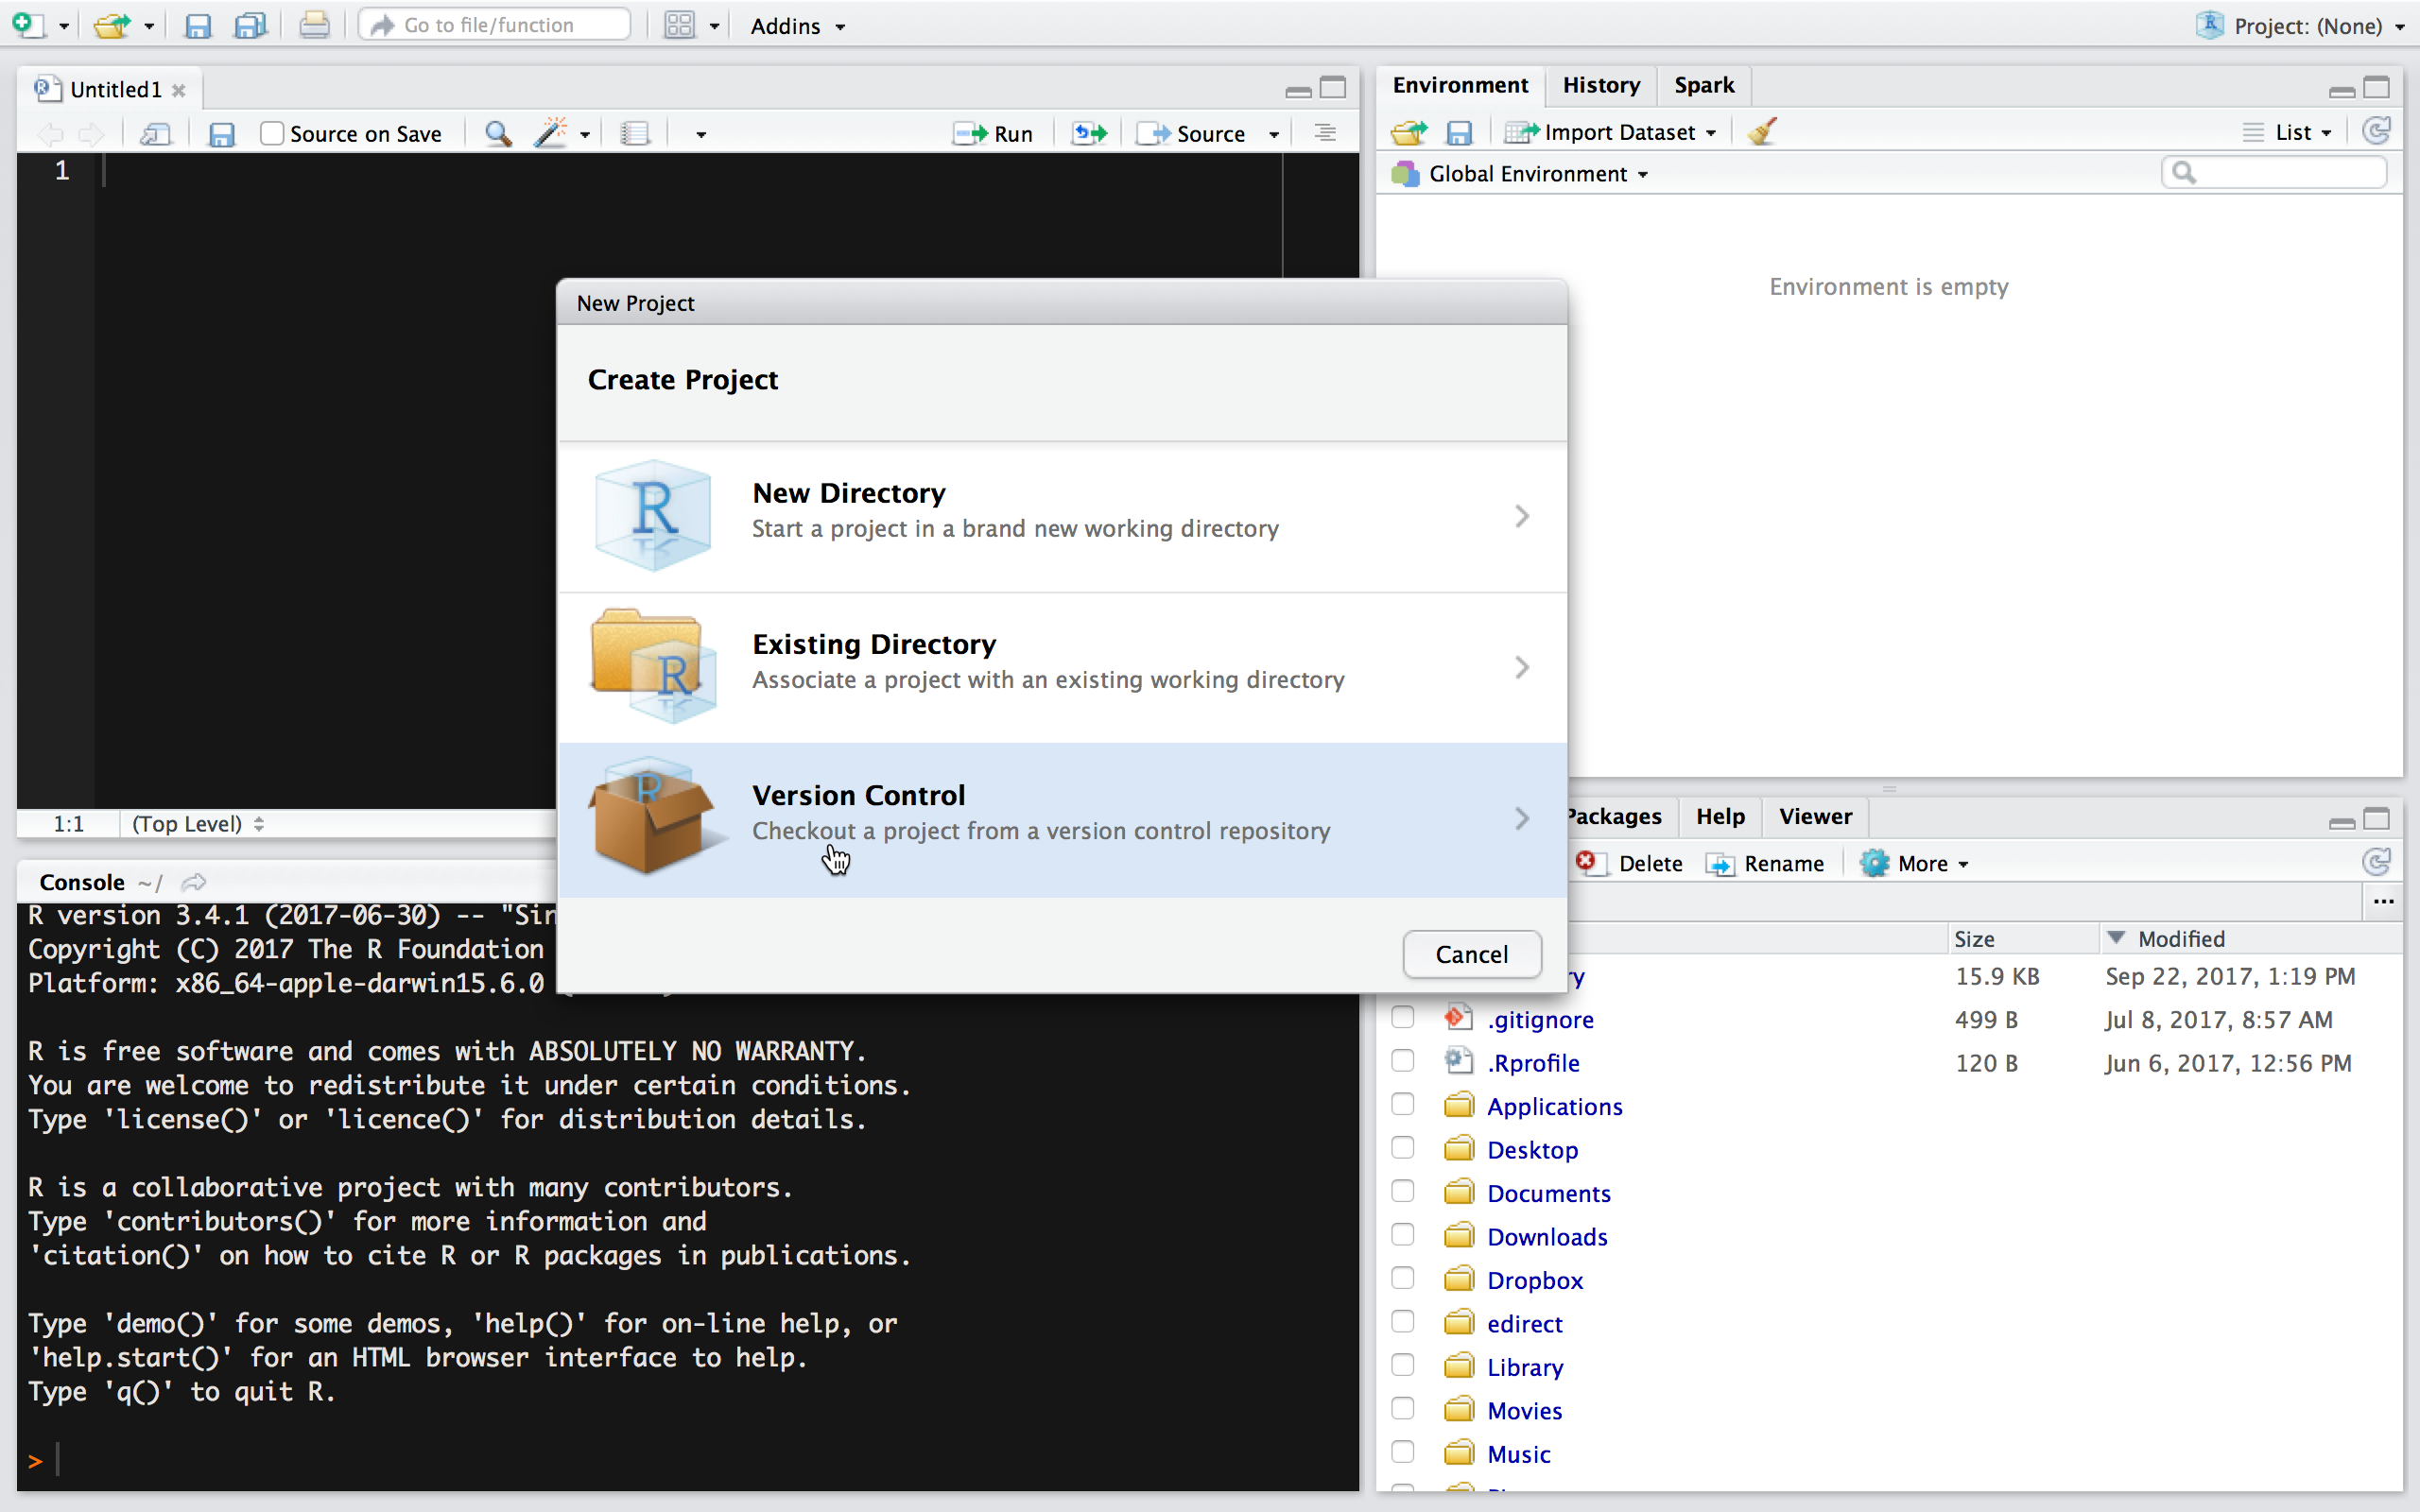 Go to file/function
Addins
Project: (None)
Untitled1
Source on Save
Run
Source
1
1:1
(Top Level)
Environment
History
Spark
Import Dataset
List
Global Environment
Environment is empty
New Project
Create Project
New Directory
Start a project in a brand new working directory
Existing Directory
Associate a project with an existing working directory
Version Control
Checkout a project from a version control repository
Cancel
Console ~/
R version 3.4.1 (2017-06-30) -- "Sin
Copyright (C) 2017 The R Foundation
Platform: x86_64-apple-darwin15.6.0
R is free software and comes with ABSOLUTELY NO WARRANTY.
You are welcome to redistribute it under certain conditions.
Type 'license()' or 'licence()' for distribution details.
R is a collaborative project with many contributors.
Type 'contributors()' for more information and
'citation()' on how to cite R or R packages in publications.
Type 'demo()' for some demos, 'help()' for on-line help, or
'help.start()' for an HTML browser interface to help.
Type 'q()' to quit R.
>
Packages
Help
Viewer
Delete
Rename
More
...
Size
Modified
ry 15.9 KB Sep 22, 2017, 1:19 PM
.gitignore 499 B Jul 8, 2017, 8:57 AM
.Rprofile 120 B Jun 6, 2017, 12:56 PM
Applications
Desktop
Documents
Downloads
Dropbox
edirect
Library
Movies
Music